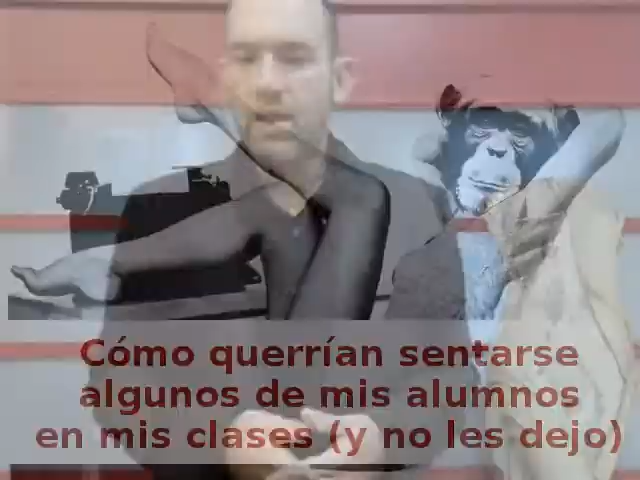 Cómo querrían sentarse
algunos de mis alumnos
en mis clases (y no les dejo)